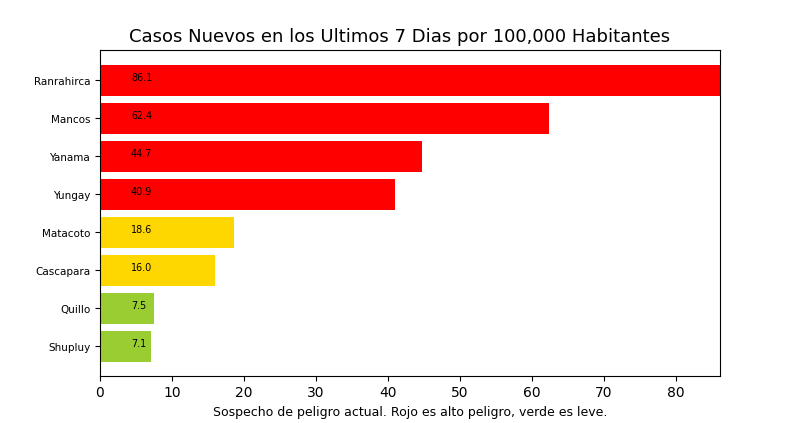 Casos Nuevos en los Ultimos 7 Dias por 100,000 Habitantes
Ranrahirca 86.1
Mancos 62.4
Yanama 44.7
Yungay 40.9
Matacoto 18.6
Cascapara 16.0
Quillo 7.5
Shupluy 7.1
0 10 20 30 40 50 60 70 80
Sospecho de peligro actual. Rojo es alto peligro, verde es leve.